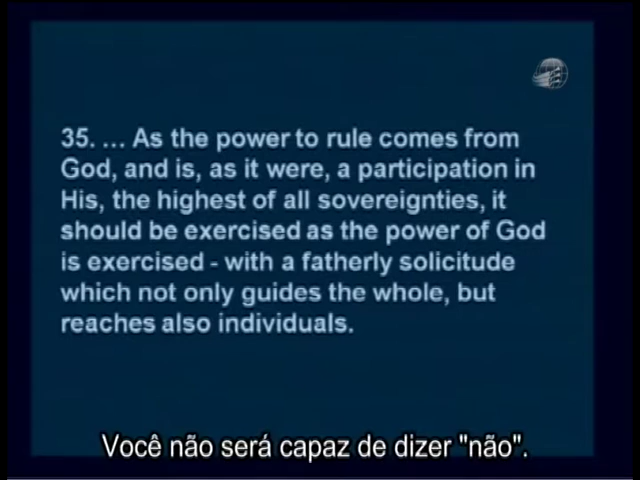 35. ... As the power to rule comes from
God, and is, as it were, a participation in
His, the highest of all sovereignties, it
should be exercised as the power of God
is exercised - with a fatherly solicitude
which not only guides the whole, but
reaches also individuals.
Você não será capaz de dizer "não".